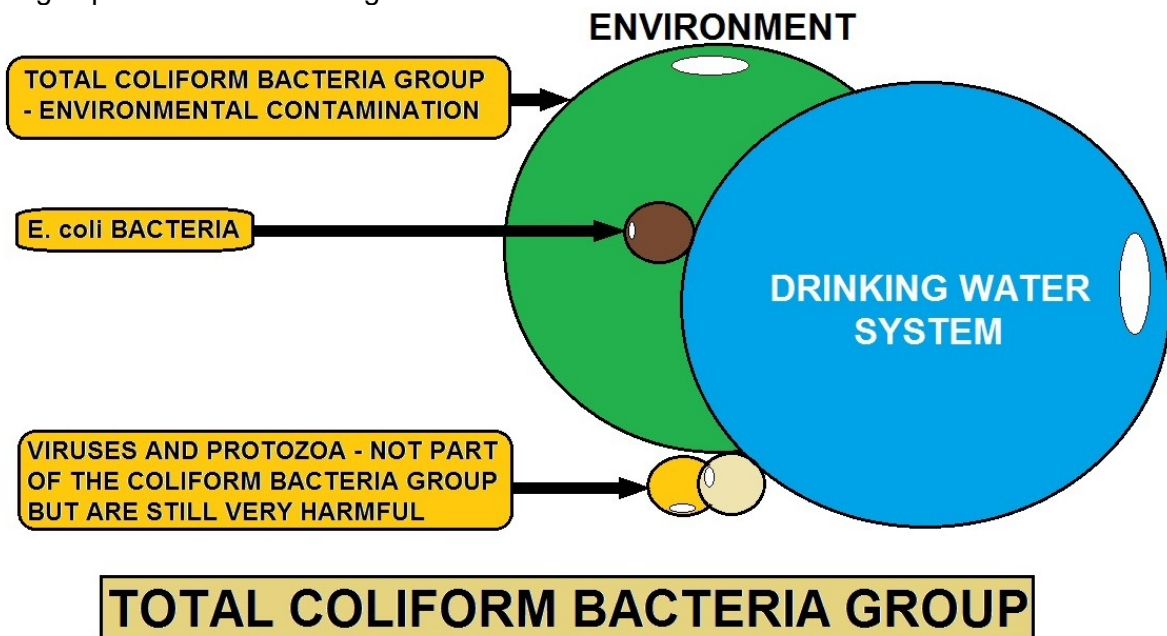 ENVIRONMENT
TOTAL COLIFORM BACTERIA GROUP
- ENVIRONMENTAL CONTAMINATION
E. coli BACTERIA
DRINKING WATER
SYSTEM
VIRUSES AND PROTOZOA - NOT PART
OF THE COLIFORM BACTERIA GROUP
BUT ARE STILL VERY HARMFUL
TOTAL COLIFORM BACTERIA GROUP